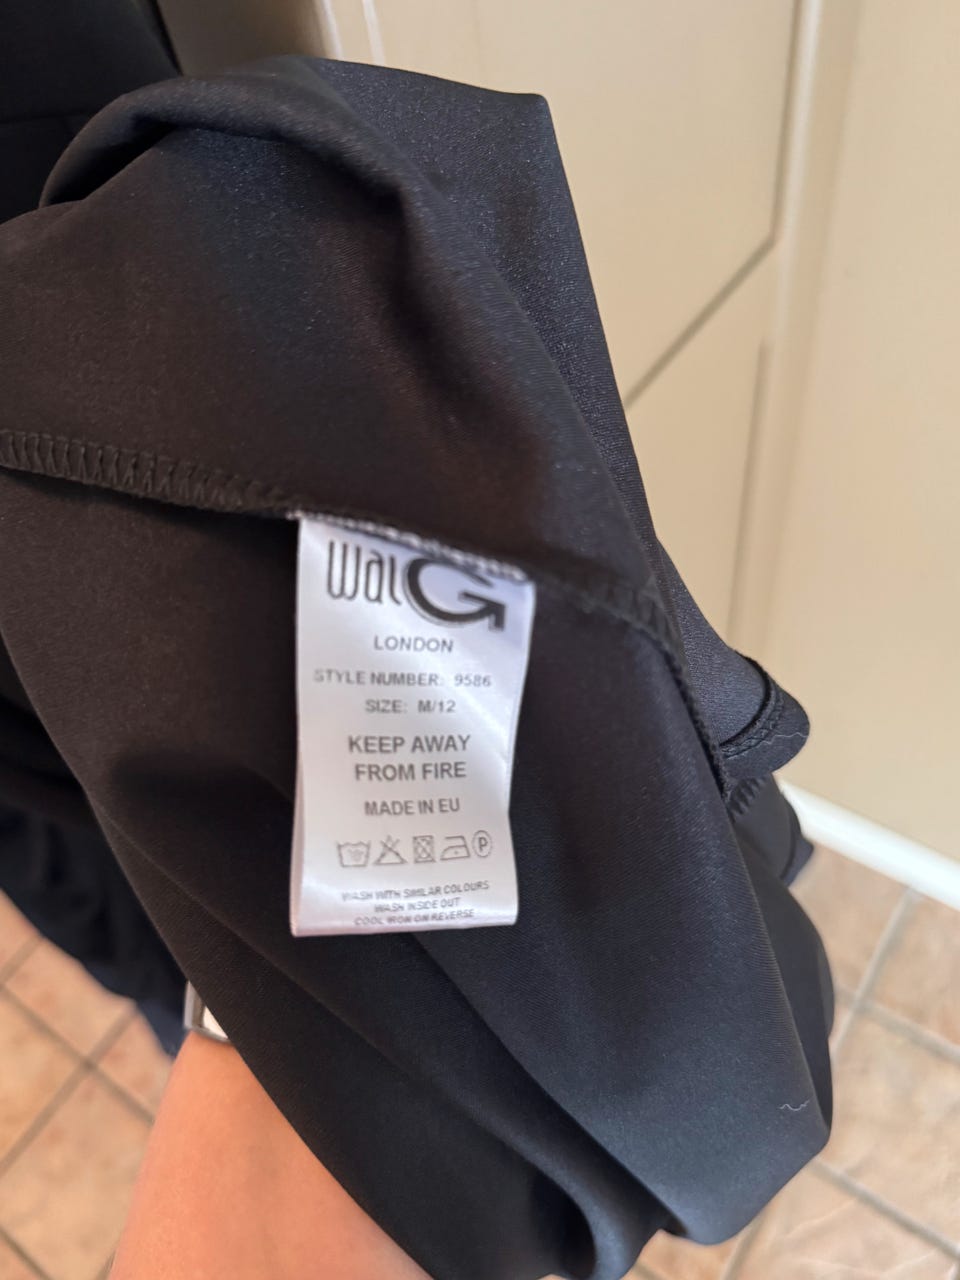 WalG
LONDON
STYLE NUMBER: 9586
SIZE: M/12
KEEP AWAY
FROM FIRE
MADE IN EU
P
WASH WITH SIMILAR COLOURS
WASH INSIDE OUT
COOL IRON ON REVERSE